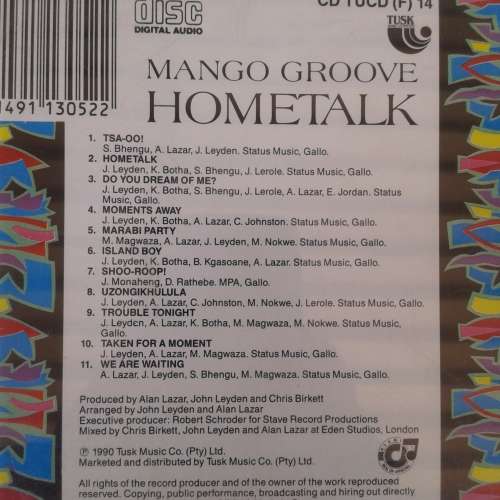 disc
DIGITAL AUDIO
CD TUCD (F) 14
TUSK
1491 130522
MANGO GROOVE
HOMETALK
1. TSA-OO!
S. Bhengu, A. Lazar, J. Leyden. Status Music, Gallo.
2. HOMETALK
J. Leyden, K. Botha, S. Bhengu, J. Lerole. Status Music, Gallo.
3. DO YOU DREAM OF ME?
J. Leyden, K. Botha, S. Bhengu, J. Lerole, A. Lazar, E. Jordan. Status
Music, Gallo.
4. MOMENTS AWAY
J. Leyden, K. Botha, A. Lazar, C. Johnston. Status Music, Gallo.
5. MARABI PARTY
M. Magwaza, A. Lazar, J. Leyden, M. Nokwe. Status Music, Gallo.
6. ISLAND BOY
J. Leyden, K. Botha, B. Kgasoane, A. Lazar. Status Music, Gallo.
7. SHOO-ROOP!
J. Monaheng, D. Rathebe. MPA, Gallo.
8. UZONGIKHULULA
J. Leyden, A. Lazar, C. Johnston, M. Nokwe, J. Lerole. Status Music, Gallo.
9. TROUBLE TONIGHT
J. Leyden, A. Lazar, K. Botha, M. Magwaza, M. Nokwe. Status Music,
Gallo.
10. TAKEN FOR A MOMENT
J. Leyden, A. Lazar, M. Magwaza. Status Music, Gallo.
11. WE ARE WAITING
A. Lazar, J. Leyden, S. Bhengu, M. Magwaza. Status Music, Gallo.
Produced by Alan Lazar, John Leyden and Chris Birkett
Arranged by John Leyden and Alan Lazar
Executive producer: Robert Schroder for Stave Record Productions
Mixed by Chris Birkett, John Leyden and Alan Lazar at Eden Studios, London
℗ 1990 Tusk Music Co. (Pty) Ltd.
Marketed and distributed by Tusk Music Co. (Pty) Ltd.
All rights of the record producer and of the owner of the work reproduced
reserved. Copying, public performance, broadcasting and hiring out directly